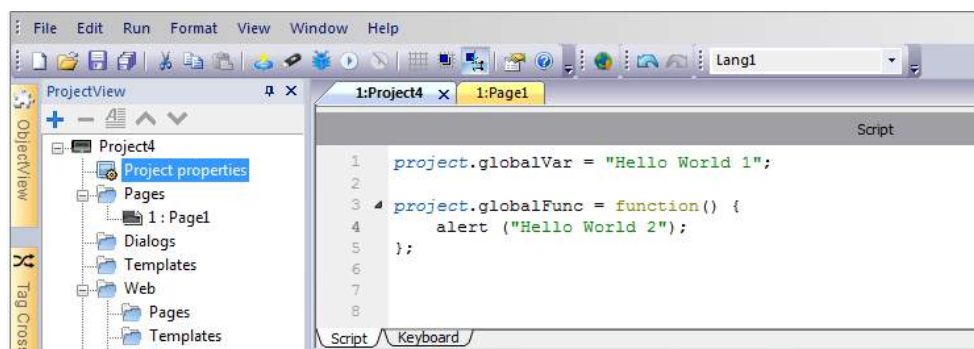 File Edit Run Format View Window Help
Lang1
ProjectView
1:Project4
1:Page1
ObjectView
Tag Cross
Project4
Project properties
Pages
1 : Page1
Dialogs
Templates
Web
Pages
Templates
Script
1 project.globalVar = "Hello World 1";
2
3 project.globalFunc = function() {
4 alert ("Hello World 2");
5 };
6
7
8
Script Keyboard